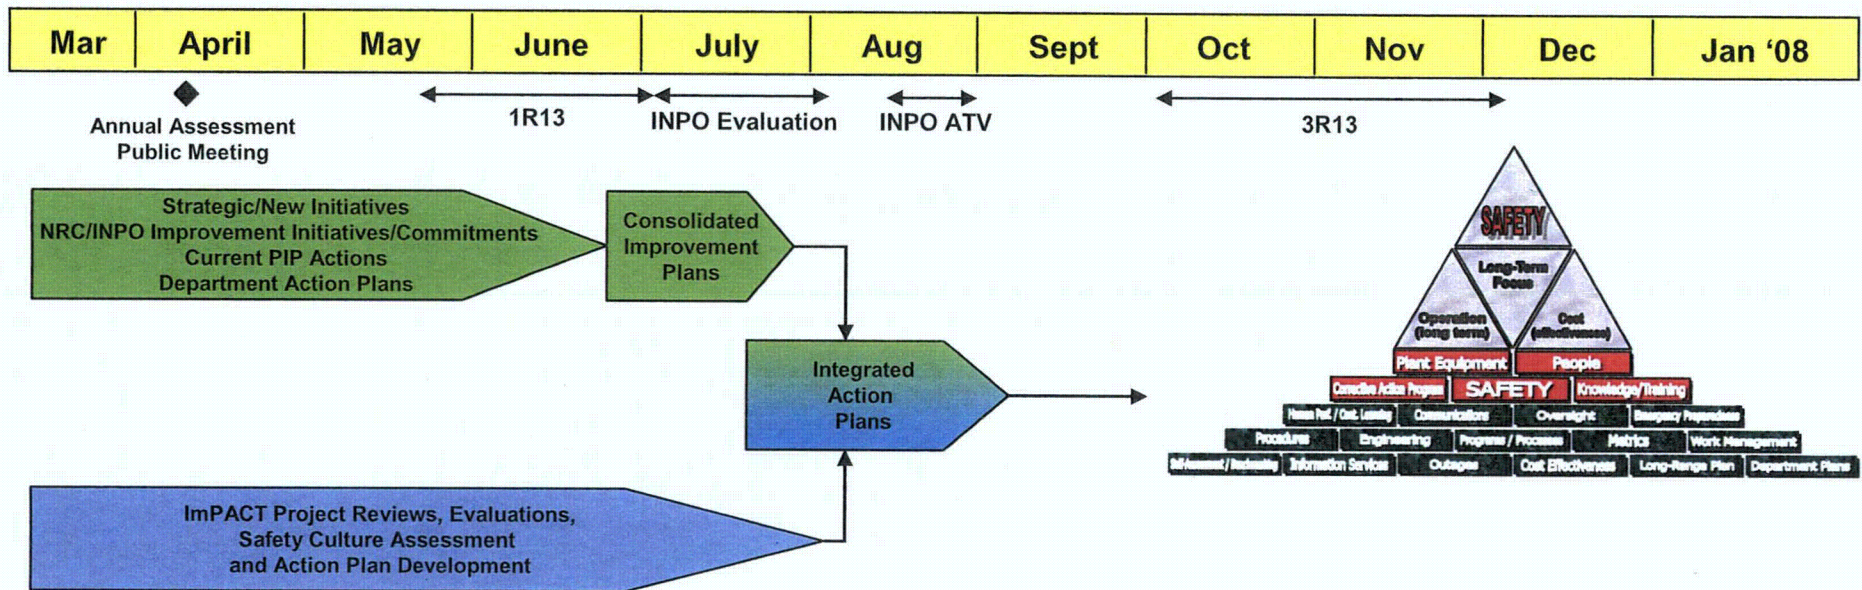 Mar April May June July Aug Sept Oct Nov Dec Jan ‘08
Annual Assessment
Public Meeting
1R13
INPO Evaluation
INPO ATV
3R13
Strategic/New Initiatives
NRC/INPO Improvement Initiatives/Commitments
Current PIP Actions
Department Action Plans
Consolidated
Improvement
Plans
Integrated
Action
Plans
ImPACT Project Reviews, Evaluations,
Safety Culture Assessment
and Action Plan Development
SAFETY
Long-Term
Focus
Operation
(long term)
Cost
(effectiveness)
Plant Equipment People
Corrective Action Program SAFETY Knowledge/Training
Communications Oversight Emergency Preparedness
Procedures Engineering Programs / Processes Metrics Work Management
Information Services Outages Cost Effectiveness Long-Range Plan Department Plans